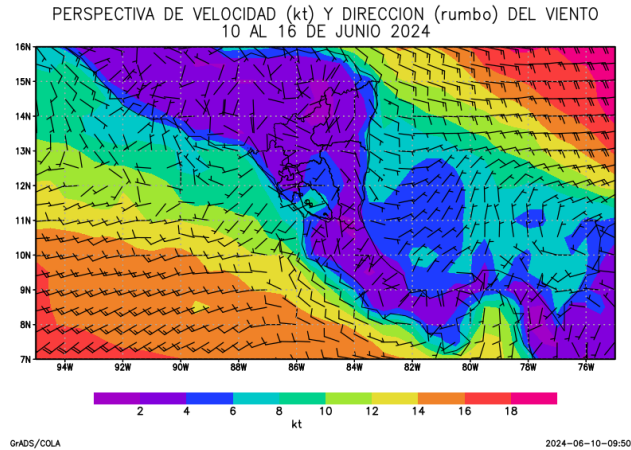 PERSPECTIVA DE VELOCIDAD (kt) Y DIRECCION (rumbo) DEL VIENTO
10 AL 16 DE JUNIO 2024
16N
15N
14N
13N
12N
11N
10N
9N
8N
7N
94W 92W 90W 88W 86W 84W 82W 80W 78W 76W
2 4 6 8 10 12 14 16 18
kt
GrADS/COLA 2024-06-10-09:50